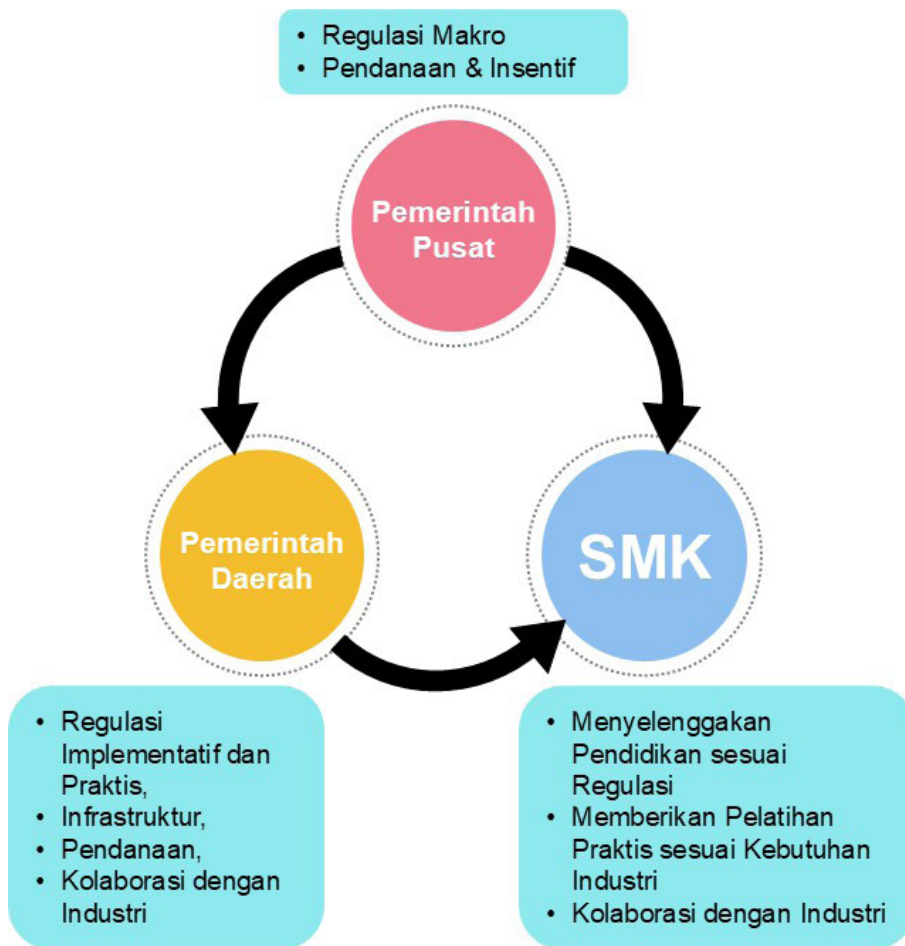 • Regulasi Makro
• Pendanaan & Insentif
Pemerintah
Pusat
Pemerintah
Daerah
SMK
• Regulasi
Implementatif dan
Praktis,
• Infrastruktur,
• Pendanaan,
• Kolaborasi dengan
Industri
• Menyelenggakan
Pendidikan sesuai
Regulasi
• Memberikan Pelatihan
Praktis sesuai Kebutuhan
Industri
• Kolaborasi dengan Industri